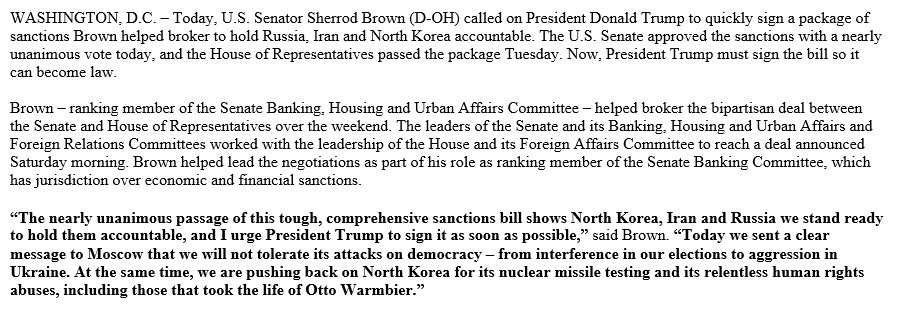 WASHINGTON, D.C. – Today, U.S. Senator Sherrod Brown (D-OH) called on President Donald Trump to quickly sign a package of
sanctions Brown helped broker to hold Russia, Iran and North Korea accountable. The U.S. Senate approved the sanctions with a nearly
unanimous vote today, and the House of Representatives passed the package Tuesday. Now, President Trump must sign the bill so it
can become law.
Brown – ranking member of the Senate Banking, Housing and Urban Affairs Committee – helped broker the bipartisan deal between
the Senate and House of Representatives over the weekend. The leaders of the Senate and its Banking, Housing and Urban Affairs and
Foreign Relations Committees worked with the leadership of the House and its Foreign Affairs Committee to reach a deal announced
Saturday morning. Brown helped lead the negotiations as part of his role as ranking member of the Senate Banking Committee, which
has jurisdiction over economic and financial sanctions.
“The nearly unanimous passage of this tough, comprehensive sanctions bill shows North Korea, Iran and Russia we stand ready
to hold them accountable, and I urge President Trump to sign it as soon as possible,” said Brown. “Today we sent a clear
message to Moscow that we will not tolerate its attacks on democracy – from interference in our elections to aggression in
Ukraine. At the same time, we are pushing back on North Korea for its nuclear missile testing and its relentless human rights
abuses, including those that took the life of Otto Warmbier.”